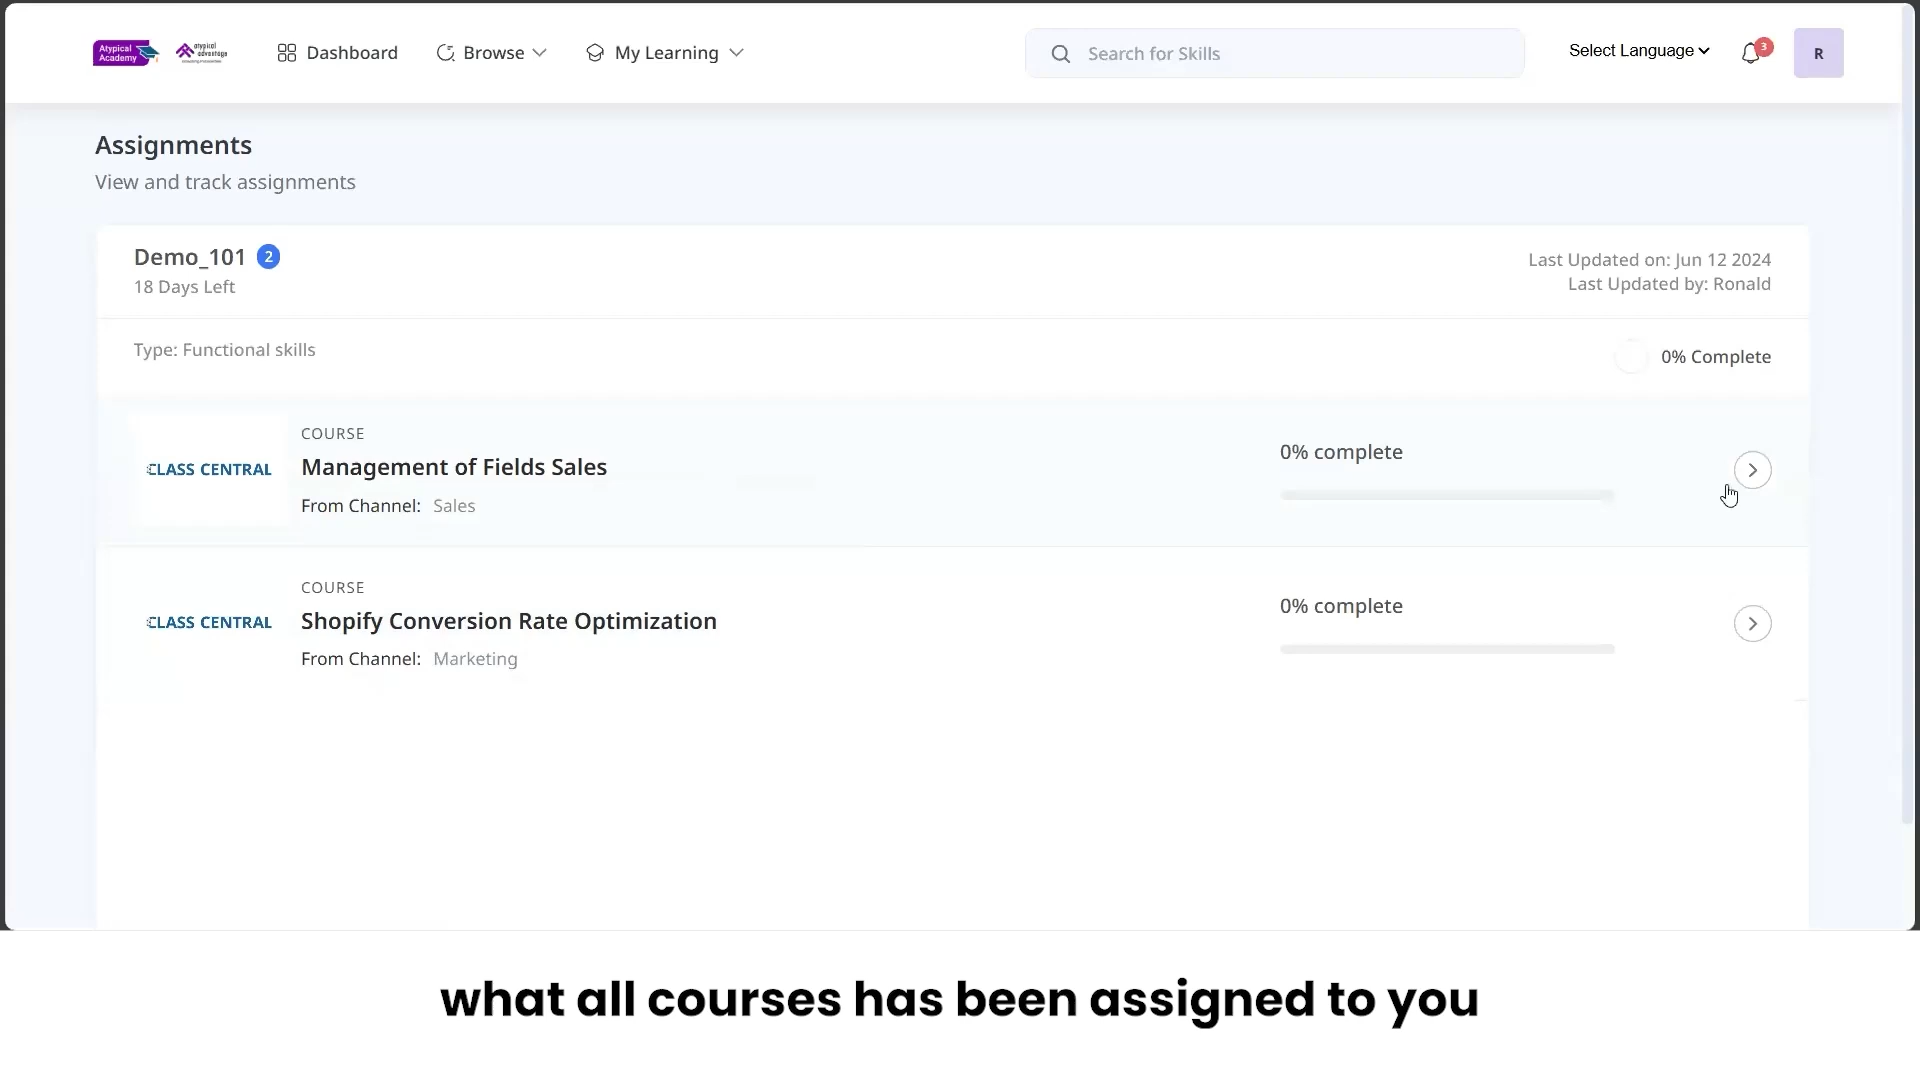 Atypical
Academy
atypical
advantage
Dashboard
Browse
My Learning
Search for Skills
Select Language
3
R
Assignments
View and track assignments
Demo_101 2
18 Days Left
Last Updated on: Jun 12 2024
Last Updated by: Ronald
Type: Functional skills
0% Complete
COURSE
CLASS CENTRAL
Management of Fields Sales
From Channel: Sales
0% complete
COURSE
CLASS CENTRAL
Shopify Conversion Rate Optimization
From Channel: Marketing
0% complete
what all courses has been assigned to you